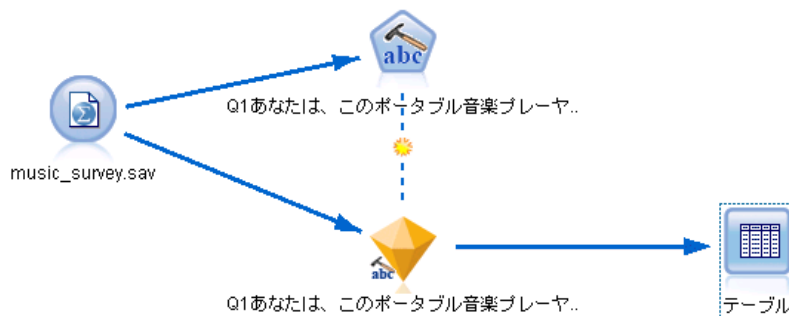 abc
Q1あなたは、このポータブル音楽プレーヤ..
music_survey.sav
abc
Q1あなたは、このポータブル音楽プレーヤ..
テーブル